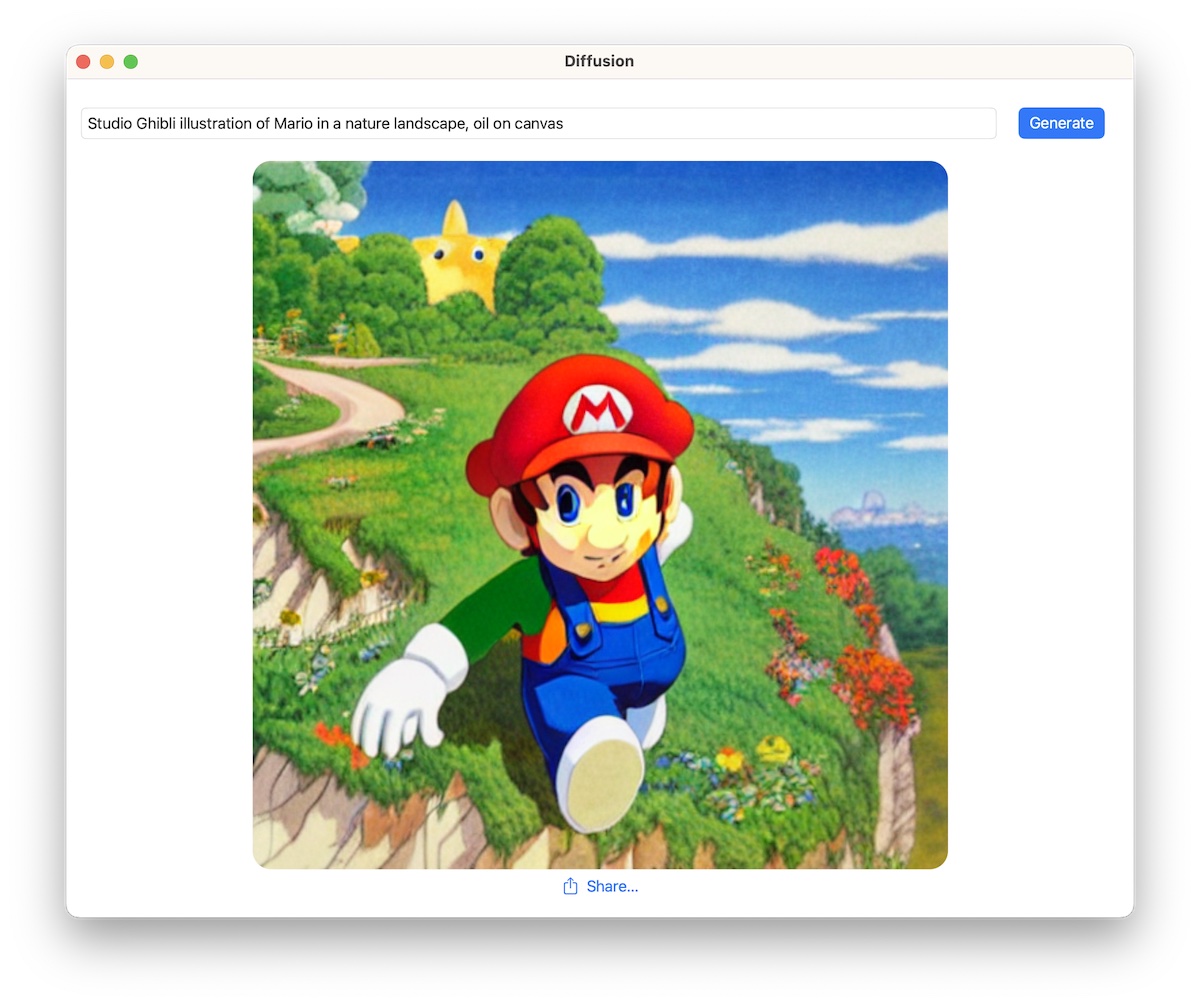 Diffusion
Studio Ghibli illustration of Mario in a nature landscape, oil on canvas
Generate
M
Share...